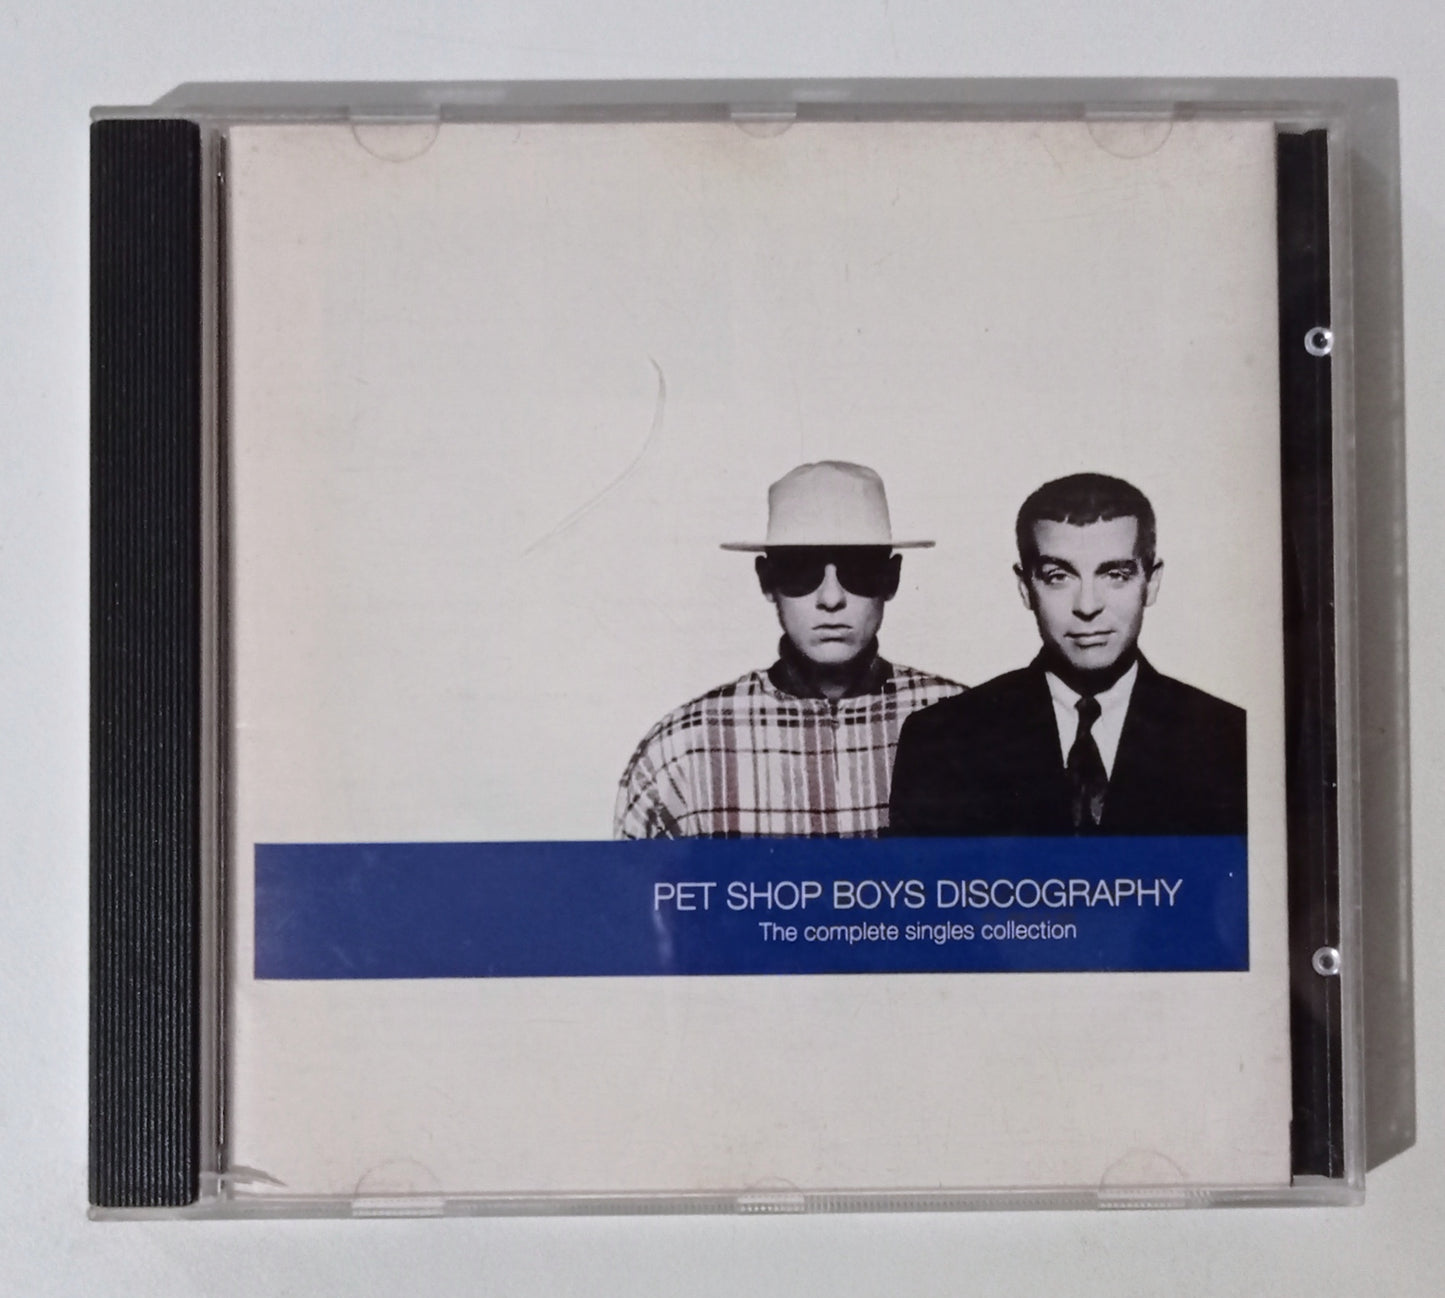 PET SHOP BOYS DISCOGRAPHY
The complete singles collection